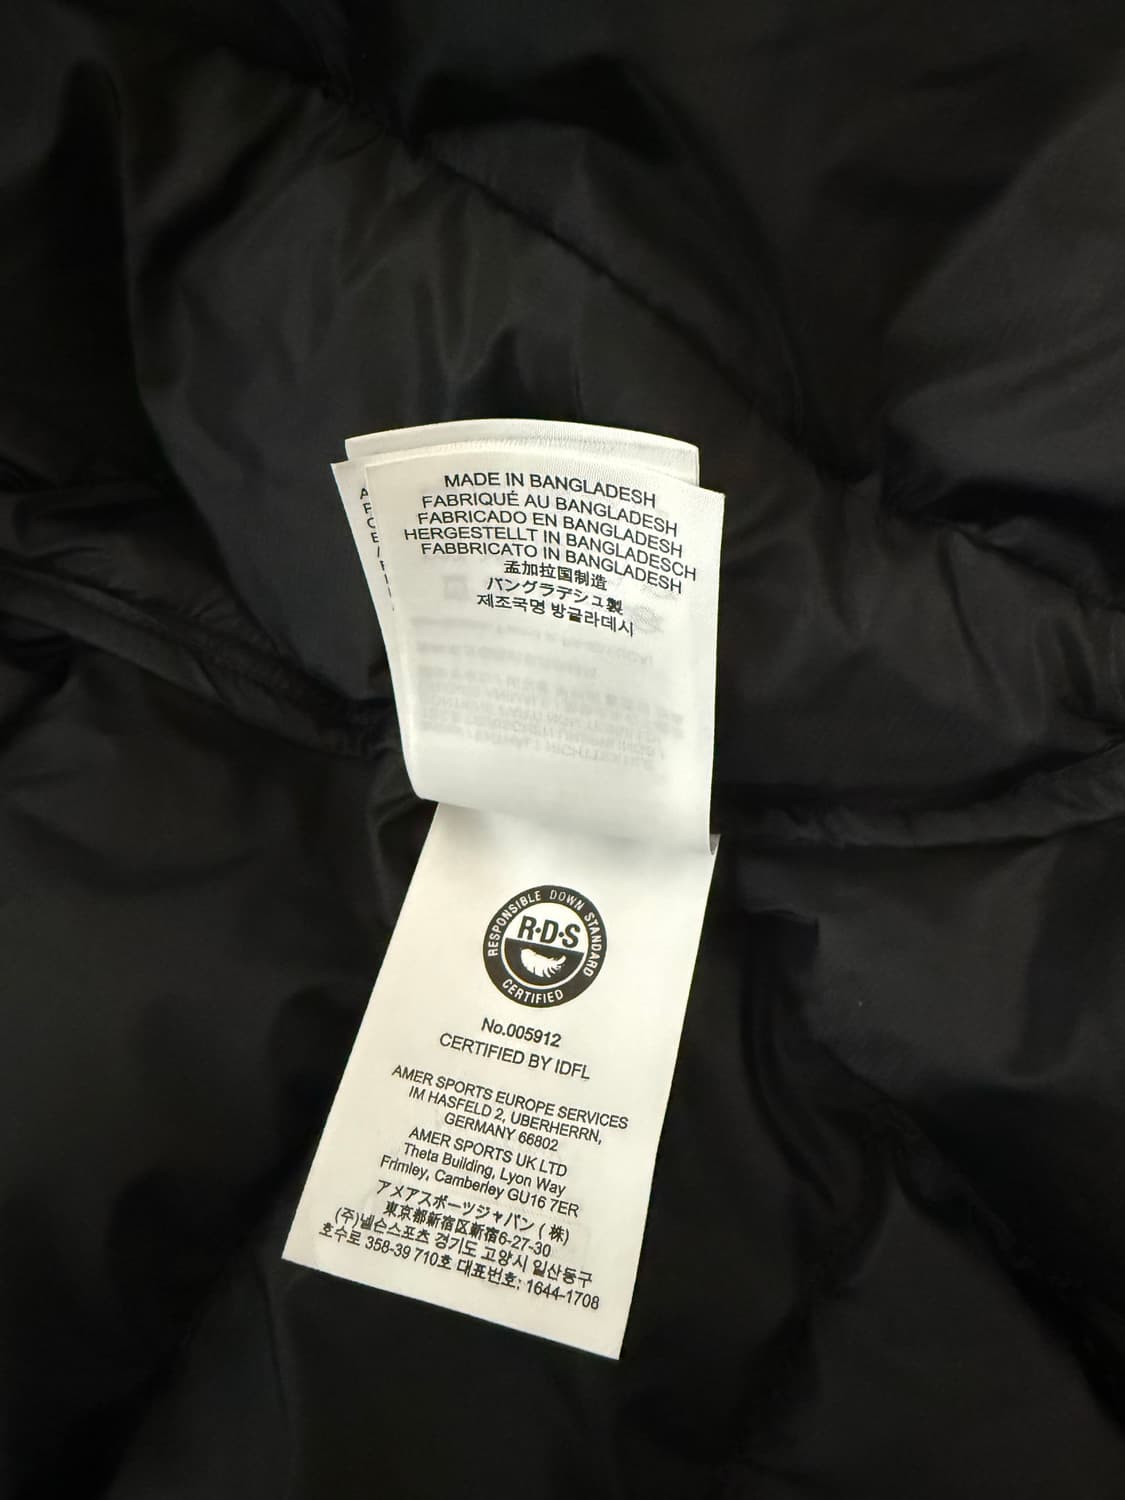 MADE IN BANGLADESH
FABRIQUÉ AU BANGLADESH
FABRICADO EN BANGLADESH
HERGESTELLT IN BANGLADESCH
FABBRICATO IN BANGLADESH
孟加拉国制造
バングラデシュ製
제조국명 방글라데시
RESPONSIBLE DOWN STANDARD
R·D·S
CERTIFIED
No.005912
CERTIFIED BY IDFL
AMER SPORTS EUROPE SERVICES
IM HASFELD 2, UBERHERRN,
GERMANY 66802
AMER SPORTS UK LTD
Theta Building, Lyon Way
Frimley, Camberley GU16 7ER
アメアスポーツジャパン ( 株)
東京都新宿区新宿6-27-30
(주)넬슨스포츠 경기도 고양시 일산동구
호수로 358-39 710호 대표번호: 1644-1708